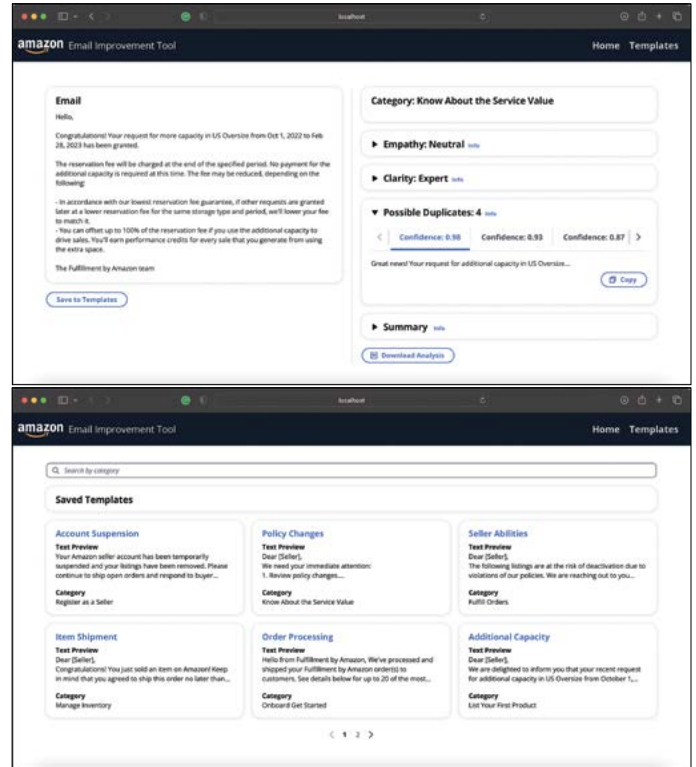 localhost
amazon Email Improvement Tool
Home Templates
Email
Hello,
Congratulations! Your request for more capacity in US Oversize from Oct 1, 2022 to Feb
28, 2023 has been granted.
The reservation fee will be charged at the end of the specified period. No payment for the
additional capacity is required at this time. The fee may be reduced, depending on the
following:
- In accordance with our lowest reservation fee guarantee, if other requests are granted
later at a lower reservation fee for the same storage type and period, we'll lower your fee
to match it.
- You can offset up to 100% of the reservation fee if you use the additional capacity to
drive sales. You'll earn performance credits for every sale that you generate from using
the extra space.
The Fulfillment by Amazon team
Save to Templates
Category: Know About the Service Value
Empathy: Neutral Info
Clarity: Expert Info
Possible Duplicates: 4 Info
Confidence: 0.98 Confidence: 0.93 Confidence: 0.87
Great news! Your request for additional capacity in US Oversize...
Copy
Summary Info
Download Analysis
localhost
amazon Email Improvement Tool
Home Templates
Search by category
Saved Templates
Account Suspension
Text Preview
Your Amazon seller account has been temporarily
suspended and your listings have been removed. Please
continue to ship open orders and respond to buyer...
Category
Register as a Seller
Policy Changes
Text Preview
Dear [Seller],
We need your immediate attention:
1. Review policy changes....
Category
Know About the Service Value
Seller Abilities
Text Preview
Dear [Seller],
The following listings are at the risk of deactivation due to
violations of our policies. We are reaching out to you...
Category
Fulfill Orders
Item Shipment
Text Preview
Dear [Seller],
Congratulations! You just sold an item on Amazon! Keep
in mind that you agreed to ship this order no later than...
Category
Manage Inventory
Order Processing
Text Preview
Hello from Fulfillment by Amazon, We've processed and
shipped your Fulfillment by Amazon order(s) to
customers. See details below for up to 20 of the most...
Category
Onboard Get Started
Additional Capacity
Text Preview
Dear [Seller],
We are delighted to inform you that your recent request
for additional capacity in US Oversize from October 1,...
Category
List Your First Product
1 2